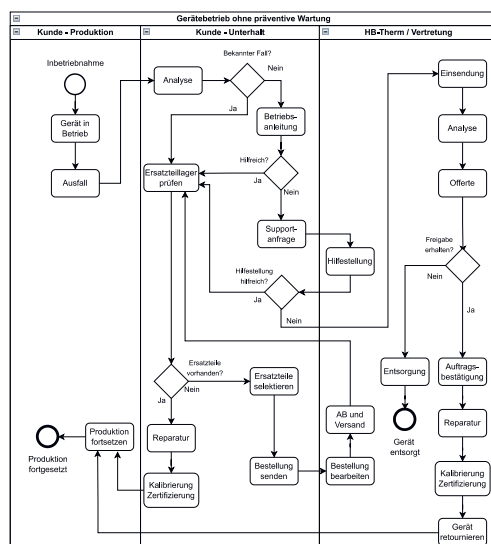 Gerätebetrieb ohne präventive Wartung
Kunde - Produktion
Kunde - Unterhalt
HB-Therm / Vertretung
Inbetriebnahme
Gerät in
Betrieb
Ausfall
Produktion
fortsetzen
Produktion
fortgesetzt
Analyse
Bekannter Fall?
Nein
Ja
Betriebs-
anleitung
Ersatzteillager
prüfen
Hilfreich?
Ja
Nein
Support-
anfrage
Hilfestellung
hilfreich?
Ja
Nein
Ersatzteile
vorhanden?
Nein
Ja
Ersatzteile
selektieren
Reparatur
Kalibrierung
Zertifizierung
Bestellung
senden
Einsendung
Analyse
Offerte
Hilfestellung
Freigabe
erhalten?
Nein
Ja
Entsorgung
Gerät
entsorgt
Auftrags-
bestätigung
AB und
Versand
Bestellung
bearbeiten
Reparatur
Kalibrierung
Zertifizierung
Gerät
retournieren